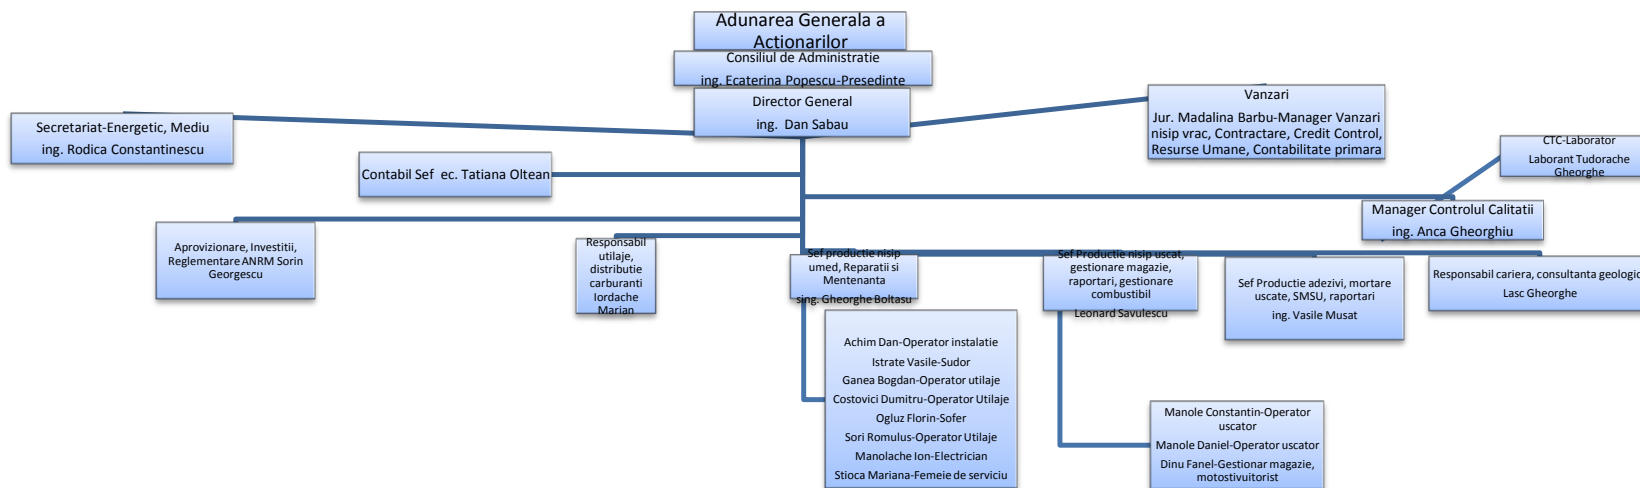 Adunarea Generala a
Actionarilor
Consiliul de Administratie
ing. Ecaterina Popescu-Presedinte
Director General
ing. Dan Sabau
Secretariat-Energetic, Mediu
ing. Rodica Constantinescu
Vanzari
Jur. Madalina Barbu-Manager Vanzari
nisip vrac, Contractare, Credit Control,
Resurse Umane, Contabilitate primara
CTC-Laborator
Laborant Tudorache
Gheorghe
Contabil Sef ec. Tatiana Oltean
Manager Controlul Calitatii
ing. Anca Gheorghiu
Aprovizionare, Investitii,
Reglementare ANRM Sorin
Georgescu
Responsabil
utilaje,
distributie
carburanti
Iordache
Marian
Sef productie nisip
umed, Reparatii si
Mentenanta
sing. Gheorghe Boltasu
Sef Productie nisip uscat,
gestionare magazie,
raportari, gestionare
combustibil
Leonard Savulescu
Sef Productie adezivi, mortare
uscate, SMSU, raportari
ing. Vasile Musat
Responsabil cariera, consultanta geologic
Lasc Gheorghe
Achim Dan-Operator instalatie
Istrate Vasile-Sudor
Ganea Bogdan-Operator utilaje
Costovici Dumitru-Operator Utilaje
Ogluz Florin-Sofer
Sori Romulus-Operator Utilaje
Manolache Ion-Electrician
Stioca Mariana-Femeie de serviciu
Manole Constantin-Operator
uscator
Manole Daniel-Operator uscator
Dinu Fanel-Gestionar magazie,
motostivuitorist